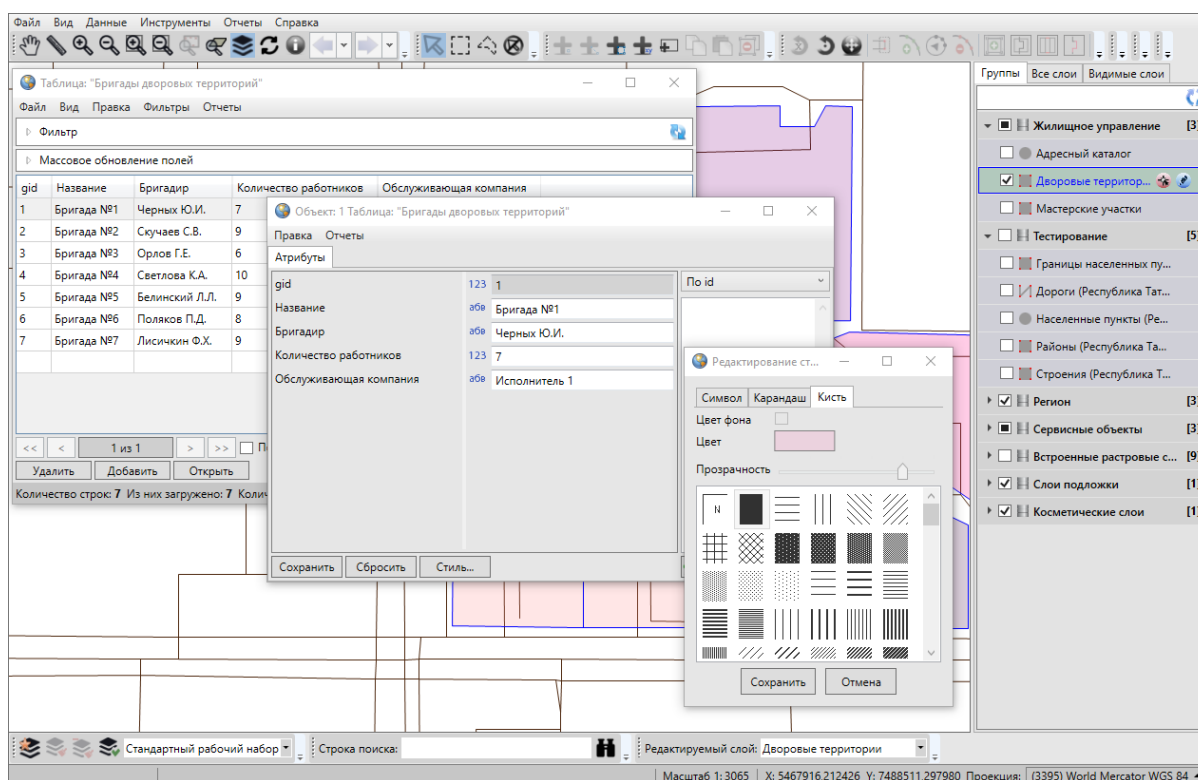 Файл Вид Данные Инструменты Отчеты Справка
Таблица: "Бригады дворовых территорий"
Файл Вид Правка Фильтры Отчеты
Фильтр
Массовое обновление полей
gid Название Бригадир Количество работников Обслуживающая компания
1 Бригада №1 Черных Ю.И. 7
2 Бригада №2 Скучаев С.В. 9
3 Бригада №3 Орлов Г.Е. 6
4 Бригада №4 Светлова К.А. 10
5 Бригада №5 Белинский Л.Л. 9
6 Бригада №6 Поляков П.Д. 8
7 Бригада №7 Лисичкин Ф.Х. 9
<< < 1 из 1 > >>
Удалить Добавить Открыть
Количество строк: 7 Из них загружено: 7
Объект: 1 Таблица: "Бригады дворовых территорий"
Правка Отчеты
Атрибуты
gid 123 1
Название абв Бригада №1
Бригадир абв Черных Ю.И.
Количество работников 123 7
Обслуживающая компания абв Исполнитель 1
По id
Сохранить Сбросить Стиль...
Редактирование ст...
Символ Карандаш Кисть
Цвет фона
Цвет
Прозрачность
N
Сохранить Отмена
Группы Все слои Видимые слои
Жилищное управление [3]
Адресный каталог
Дворовые территор...
Мастерские участки
Тестирование [5]
Границы населенных пу...
Дороги (Республика Тат...
Населенные пункты (Ре...
Районы (Республика Та...
Строения (Республика Т...
Регион [3]
Сервисные объекты [3]
Встроенные растровые с... [9]
Слои подложки [1]
Косметические слои [1]
Стандартный рабочий набор Строка поиска: Редактируемый слой: Дворовые территории
Масштаб 1:3065 X: 5467916.212426 Y: 7488511.297980 Проекция: (3395) World Mercator WGS 84